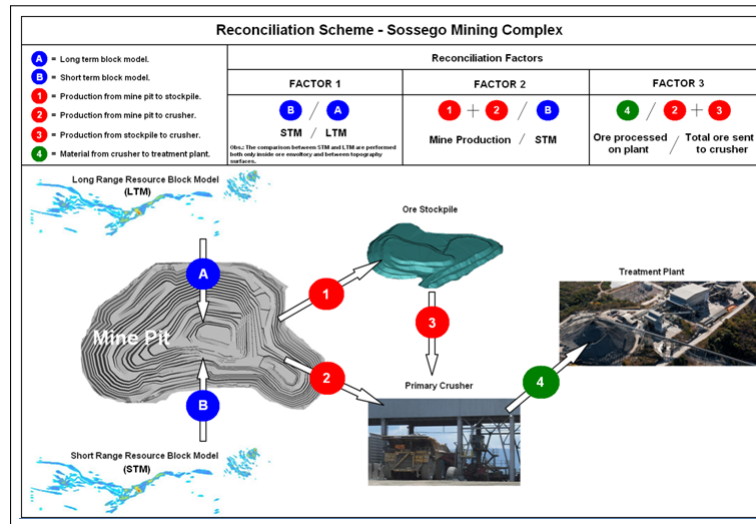 Reconciliation Scheme - Sossego Mining Complex
A = Long term block model.
B = Short term block model.
1 = Production from mine pit to stockpile.
2 = Production from mine pit to crusher.
3 = Production from stockpile to crusher.
4 = Material from crusher to treatment plant.
Reconciliation Factors
FACTOR 1
B / A
STM / LTM
Obs.: The comparison between STM and LTM are performed
both only inside ore envoltory and between topography
surfaces.
FACTOR 2
1 + 2 / B
Mine Production / STM
FACTOR 3
4 / 2 + 3
Ore processed / Total ore sent
on plant to crusher
Long Range Resource Block Model
(LTM)
A
Mine Pit
B
Short Range Resource Block Model
(STM)
1
2
Ore Stockpile
3
Primary Crusher
4
Treatment Plant